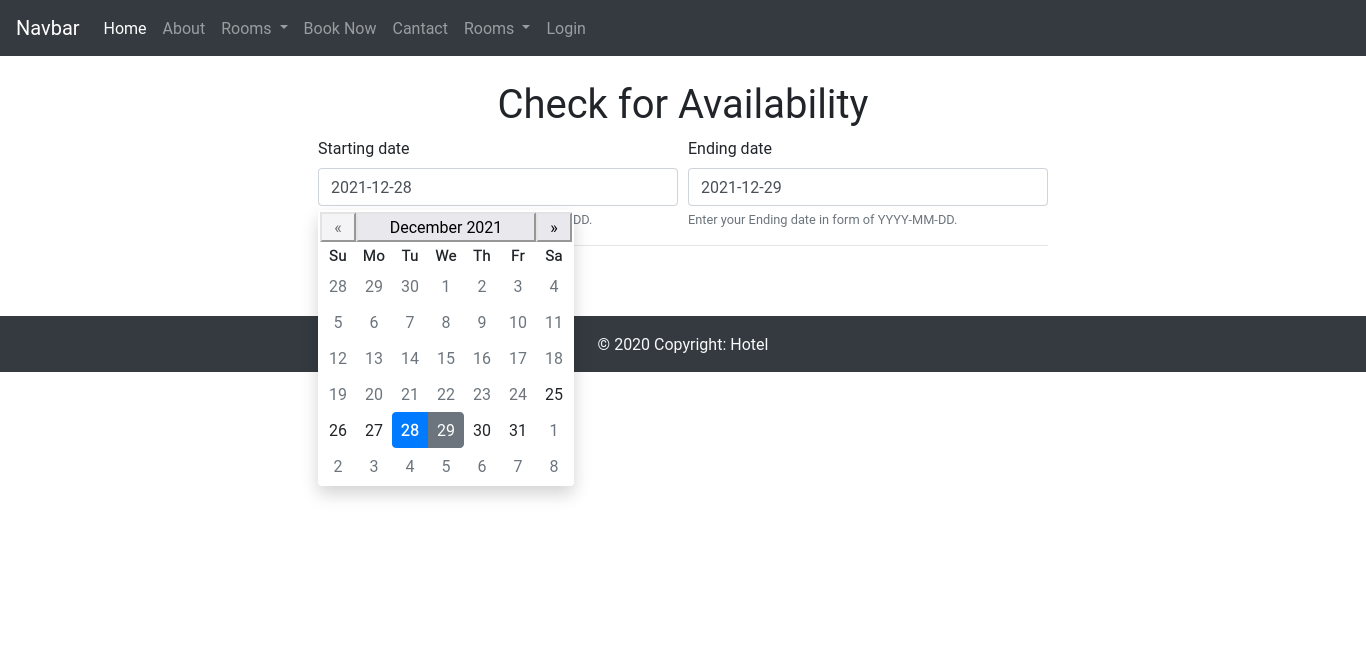 Navbar Home About Rooms Book Now Cantact Rooms Login
Check for Availability
Starting date Ending date
2021-12-28 2021-12-29
DD. Enter your Ending date in form of YYYY-MM-DD.
« December 2021 »
Su Mo Tu We Th Fr Sa
28 29 30 1 2 3 4
5 6 7 8 9 10 11
12 13 14 15 16 17 18
19 20 21 22 23 24 25
26 27 28 29 30 31 1
2 3 4 5 6 7 8
© 2020 Copyright: Hotel